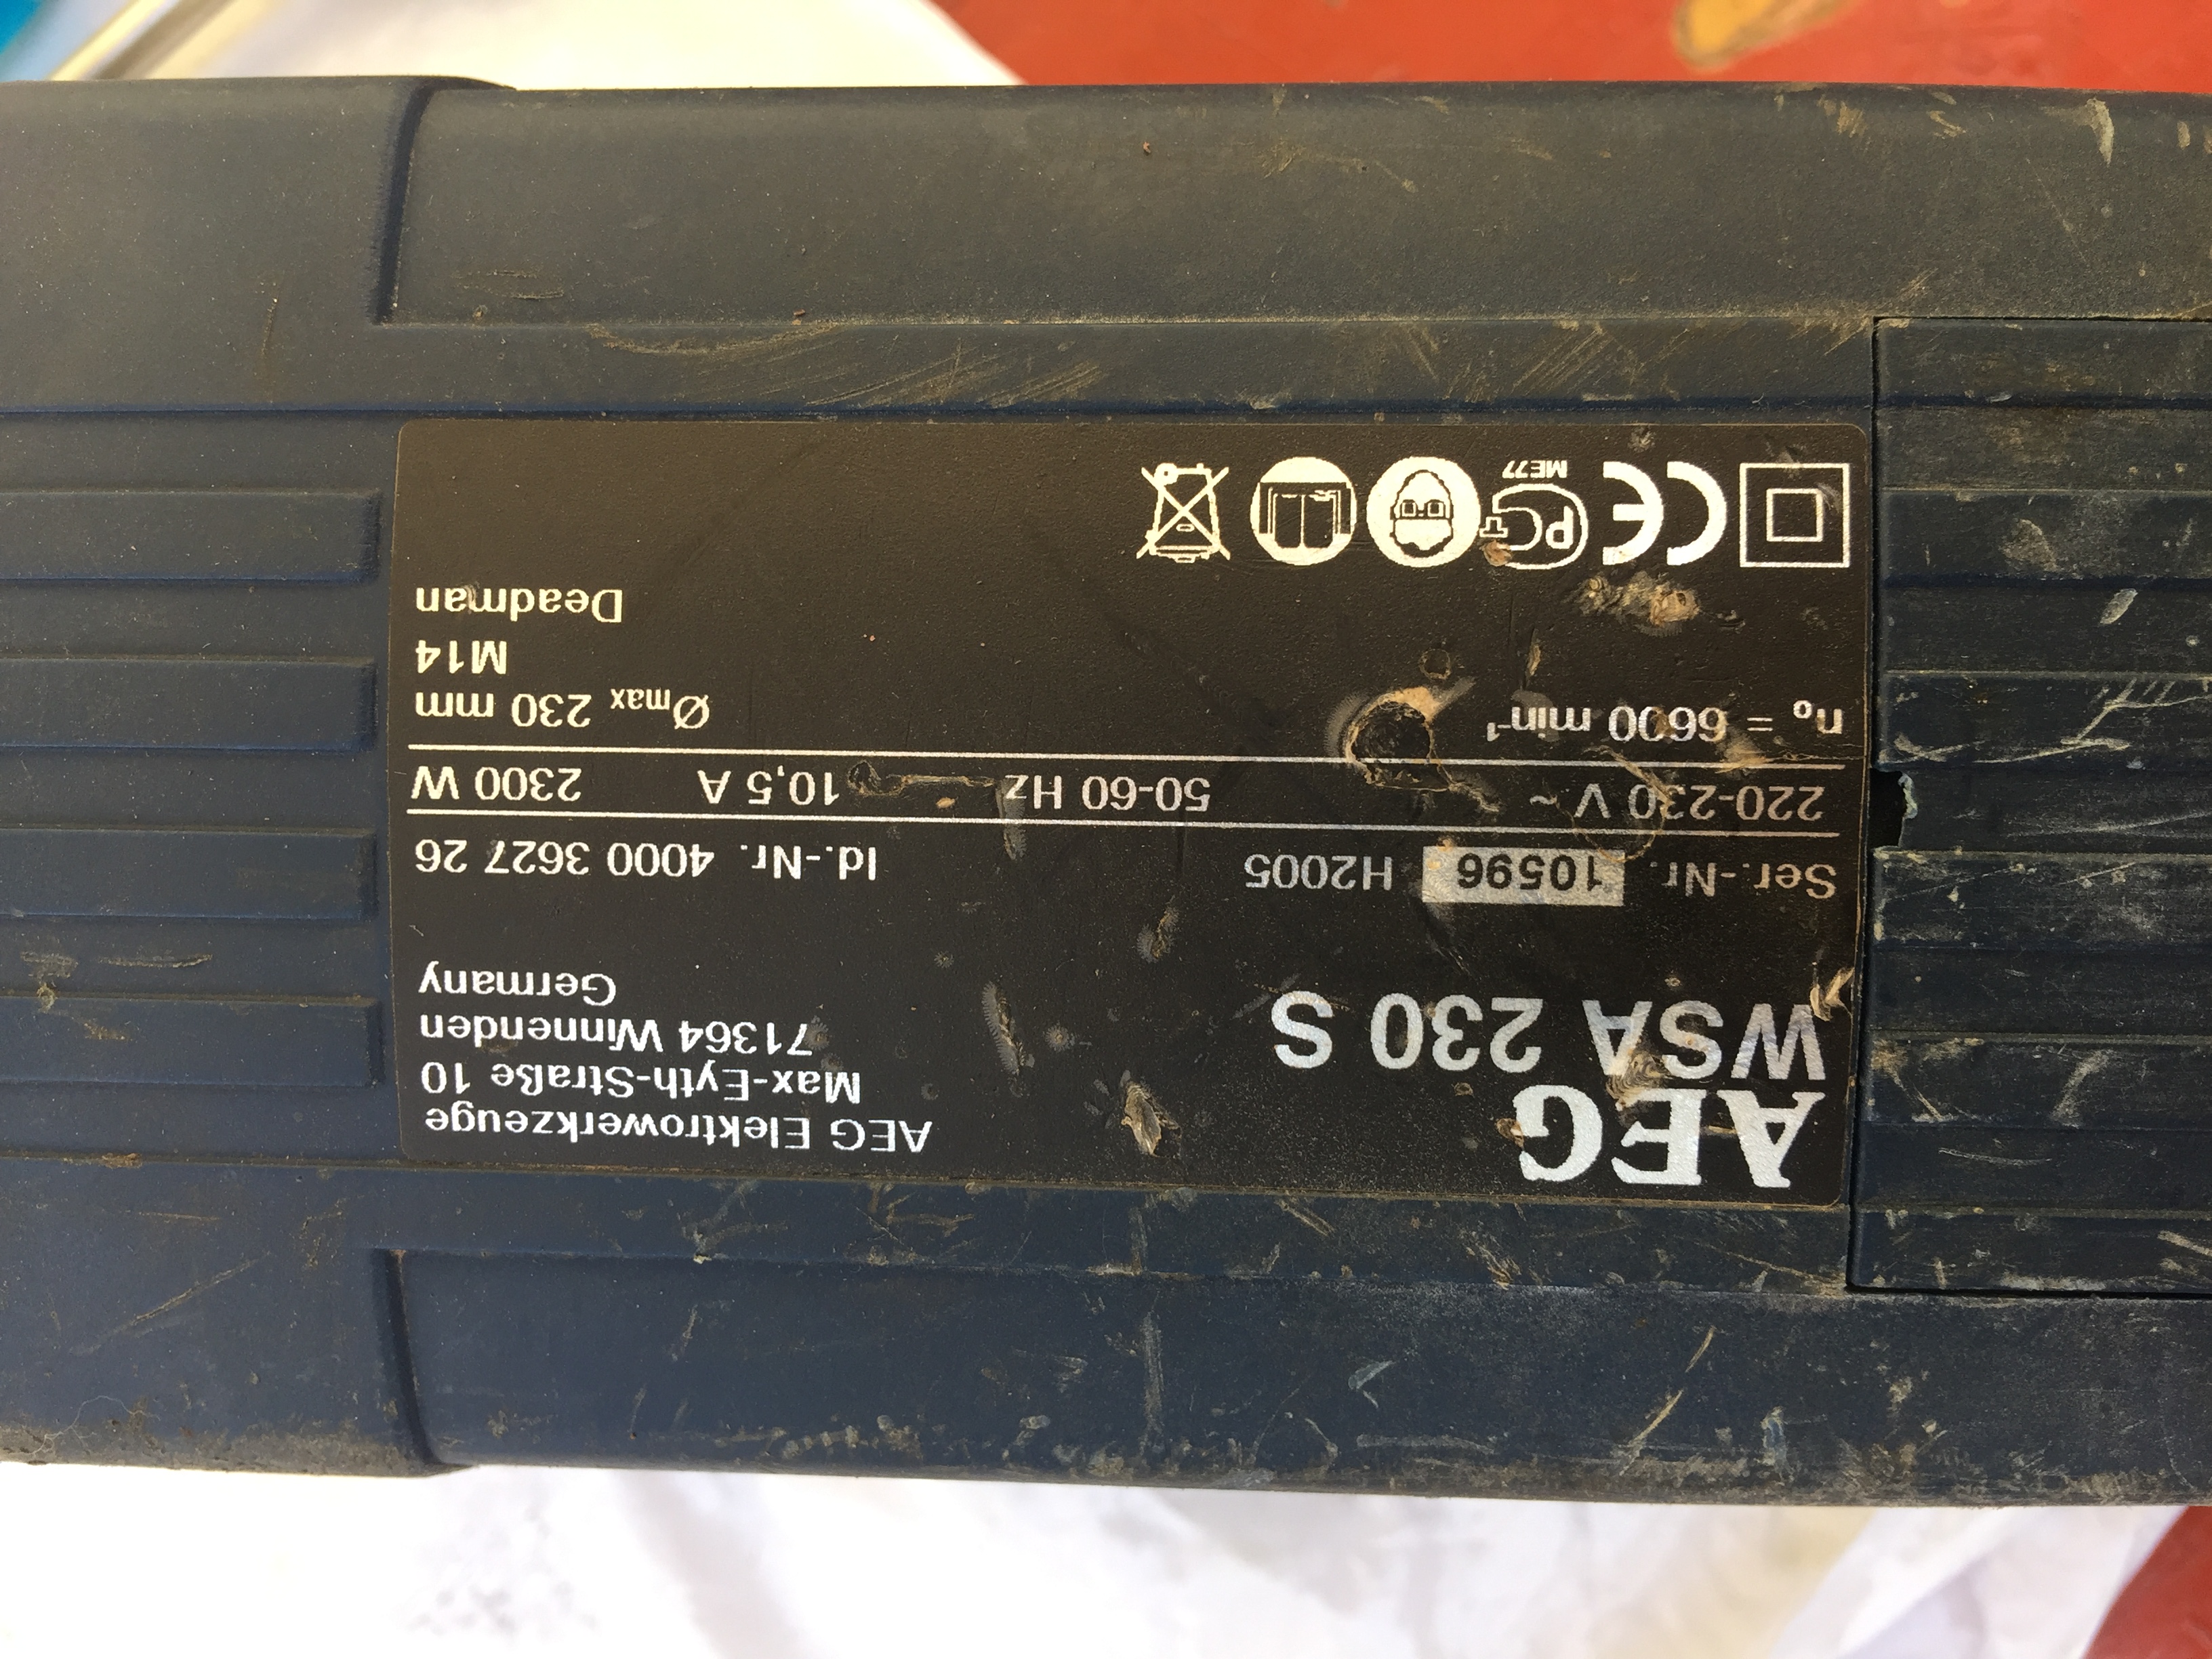 AEG
WSA 230 S
AEG Elektrowerkzeuge
Max-Eyth-Straße 10
71364 Winnenden
Germany
Ser.-Nr. 10596 H2005 Id.-Nr. 4000 3627 26
220-230 V ~ 50-60 Hz 10,5 A 2300 W
n₀ = 6600 min⁻¹ Ømax 230 mm
M14
Deadman
CE PCT
ME77